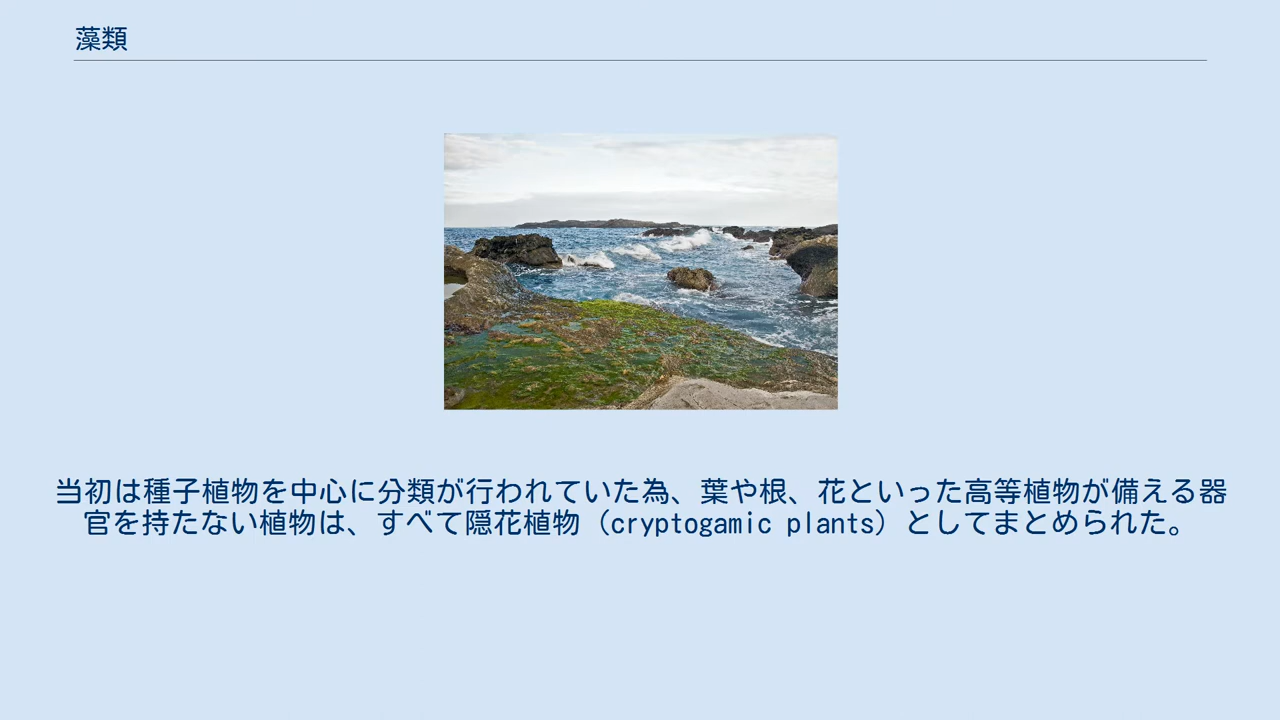 藻類
当初は種子植物を中心に分類が行われていた為、葉や根、花といった高等植物が備える器
官を持たない植物は、すべて隠花植物（cryptogamic plants）としてまとめられた。